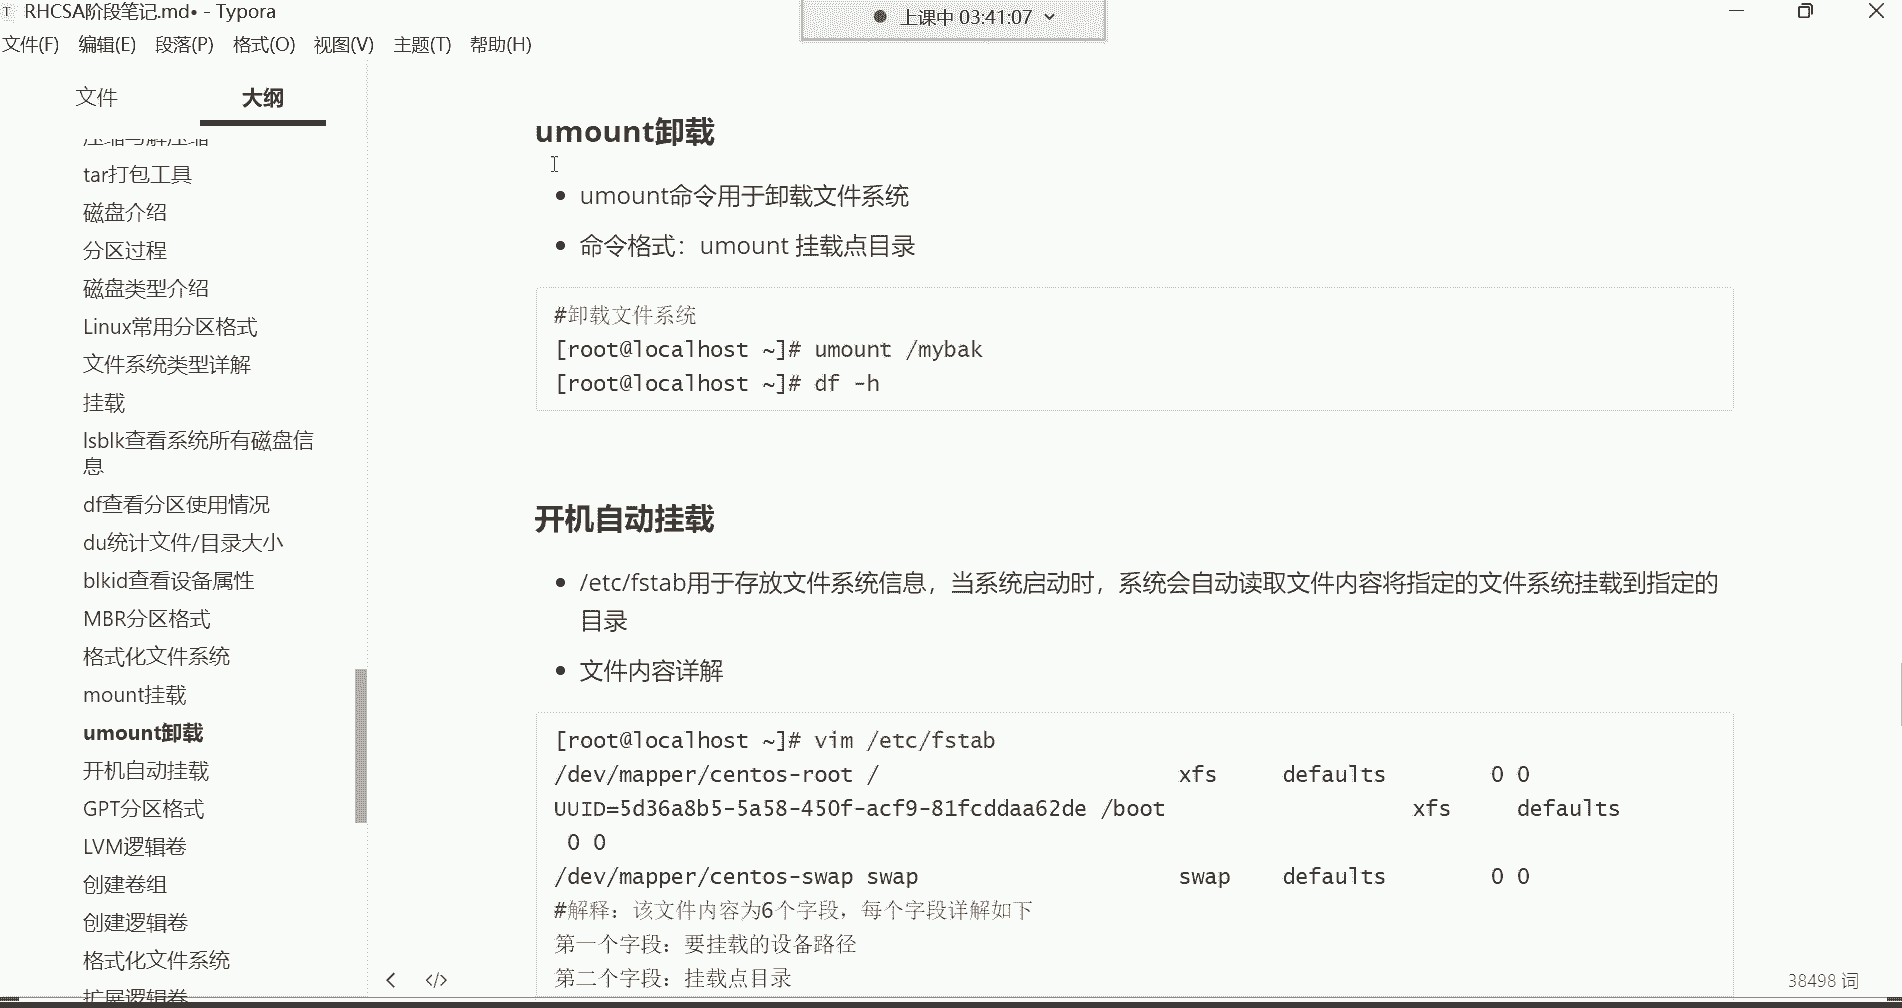 RHCSA阶段笔记.md• - Typora
上课中 03:41:07
文件(F) 编辑(E) 段落(P) 格式(O) 视图(V) 主题(T) 帮助(H)
文件 大纲
压缩与解压缩
tar打包工具
磁盘介绍
分区过程
磁盘类型介绍
Linux常用分区格式
文件系统类型详解
挂载
lsblk查看系统所有磁盘信
息
df查看分区使用情况
du统计文件/目录大小
blkid查看设备属性
MBR分区格式
格式化文件系统
mount挂载
umount卸载
开机自动挂载
GPT分区格式
LVM逻辑卷
创建卷组
创建逻辑卷
格式化文件系统
扩展逻辑卷
umount卸载
• umount命令用于卸载文件系统
• 命令格式：umount 挂载点目录
#卸载文件系统
[root@localhost ~]# umount /mybak
[root@localhost ~]# df -h
开机自动挂载
• /etc/fstab用于存放文件系统信息，当系统启动时，系统会自动读取文件内容将指定的文件系统挂载到指定的
目录
• 文件内容详解
[root@localhost ~]# vim /etc/fstab
/dev/mapper/centos-root / xfs defaults 0 0
UUID=5d36a8b5-5a58-450f-acf9-81fcddaa62de /boot xfs defaults
0 0
/dev/mapper/centos-swap swap swap defaults 0 0
#解释：该文件内容为6个字段，每个字段详解如下
第一个字段：要挂载的设备路径
第二个字段：挂载点目录
38498 词